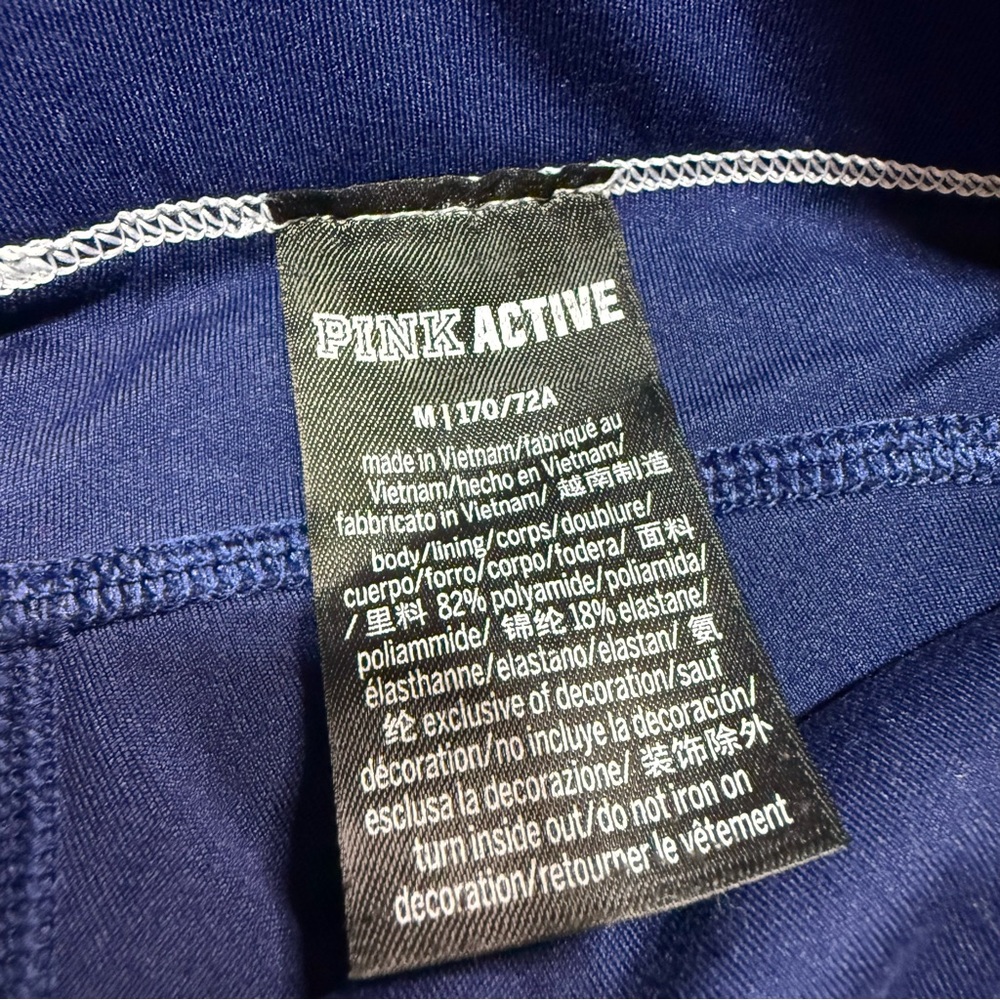 PINK ACTIVE
M | 170/72A
made in Vietnam/fabriqué au
Vietnam/hecho en Vietnam/
fabbricato in Vietnam/ 越南制造
body/lining/corps/doublure/
cuerpo/forro/corpo/fodera/ 面料
/ 里料 82% polyamide/poliamida/
poliammide/ 锦纶 18% elastane/
élasthanne/elastano/elastan/ 氨
纶 exclusive of decoration/sauf
décoration/no incluye la decoración/
esclusa la decorazione/ 装饰除外
turn inside out/do not iron on
decoration/retourner le vêtement